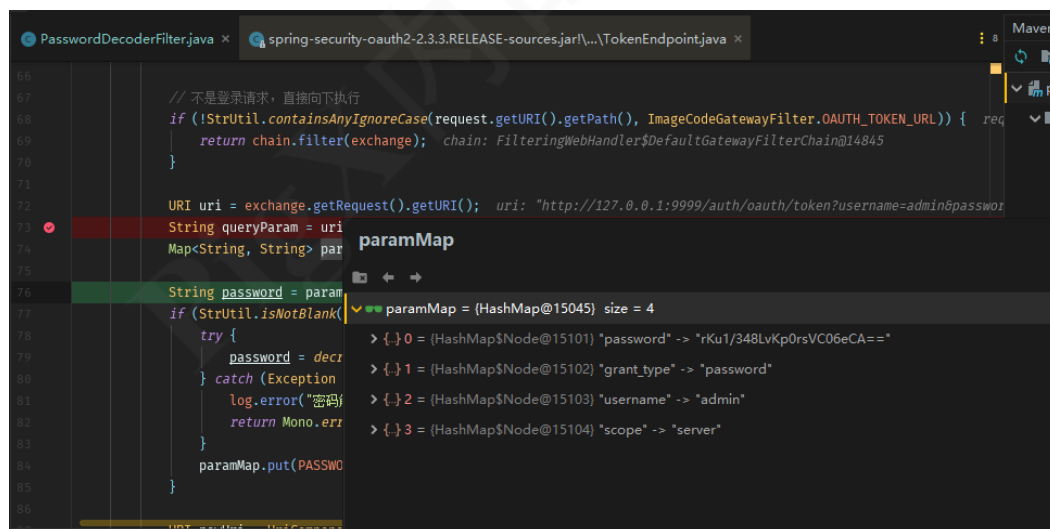 PasswordDecoderFilter.java × spring-security-oauth2-2.3.3.RELEASE-sources.jar!\...\TokenEndpoint.java × 8 Maven
66
67 // 不是登录请求，直接向下执行
68 if (!StrUtil.containsAnyIgnoreCase(request.getURI().getPath(), ImageCodeGatewayFilter.OAUTH_TOKEN_URL)) { req
69 return chain.filter(exchange); chain: FilteringWebHandler$DefaultGatewayFilterChain@14845
70 }
71
72 URI uri = exchange.getRequest().getURI(); uri: "http://127.0.0.1:9999/auth/oauth/token?username=admin&passwor
73 String queryParam = uri
74 Map<String, String> par
75
76 String password = param
77 if (StrUtil.isNotBlank(
78 try {
79 password = decr
80 } catch (Exception
81 log.error("密码
82 return Mono.err
83 }
84 paramMap.put(PASSWO
85 }
86
paramMap
paramMap = {HashMap@15045} size = 4
{...} 0 = {HashMap$Node@15101} "password" -> "rKu1/348LvKp0rsVC06eCA=="
{...} 1 = {HashMap$Node@15102} "grant_type" -> "password"
{...} 2 = {HashMap$Node@15103} "username" -> "admin"
{...} 3 = {HashMap$Node@15104} "scope" -> "server"